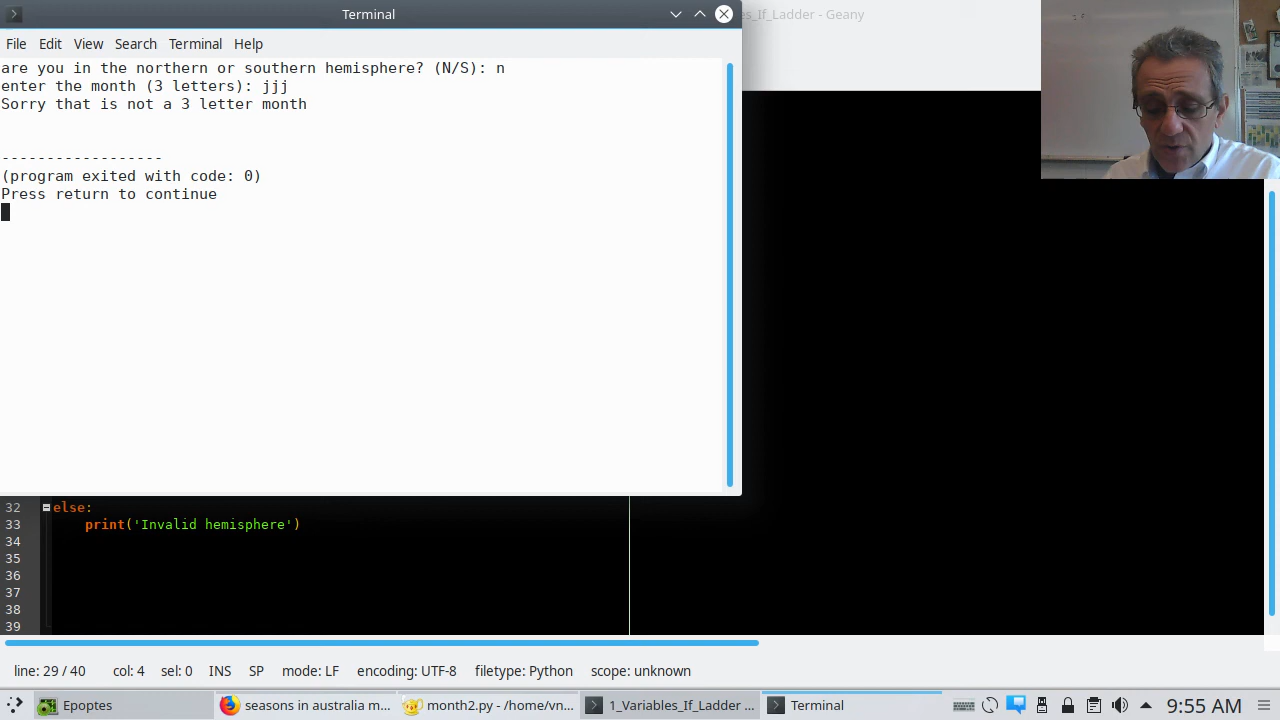 Terminal
es_If_Ladder - Geany
File Edit View Search Terminal Help
are you in the northern or southern hemisphere? (N/S): n
enter the month (3 letters): jjj
Sorry that is not a 3 letter month
------------------
(program exited with code: 0)
Press return to continue
32 else:
33 print('Invalid hemisphere')
34
35
36
37
38
39
line: 29 / 40 col: 4 sel: 0 INS SP mode: LF encoding: UTF-8 filetype: Python scope: unknown
Epoptes seasons in australia m... month2.py - /home/vn... 1_Variables_If_Ladder ... Terminal 9:55 AM